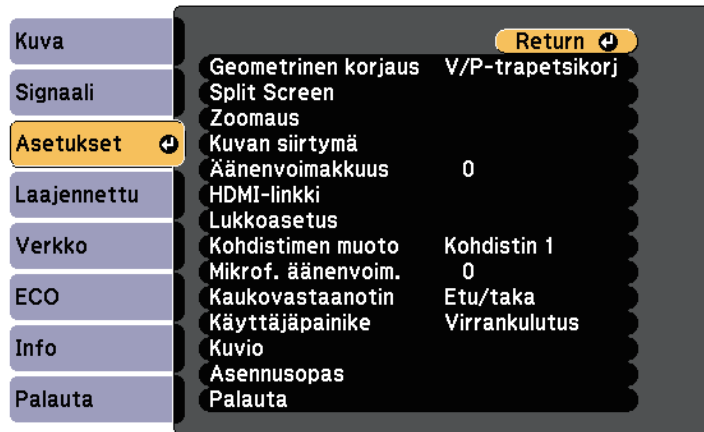 Kuva
Signaali
Asetukset
Laajennettu
Verkko
ECO
Info
Palauta
Return
Geometrinen korjaus V/P-trapetsikorj
Split Screen
Zoomaus
Kuvan siirtymä
Äänenvoimakkuus 0
HDMI-linkki
Lukkoasetus
Kohdistimen muoto Kohdistin 1
Mikrof. äänenvoim. 0
Kaukovastaanotin Etu/taka
Käyttäjäpainike Virrankulutus
Kuvio
Asennusopas
Palauta